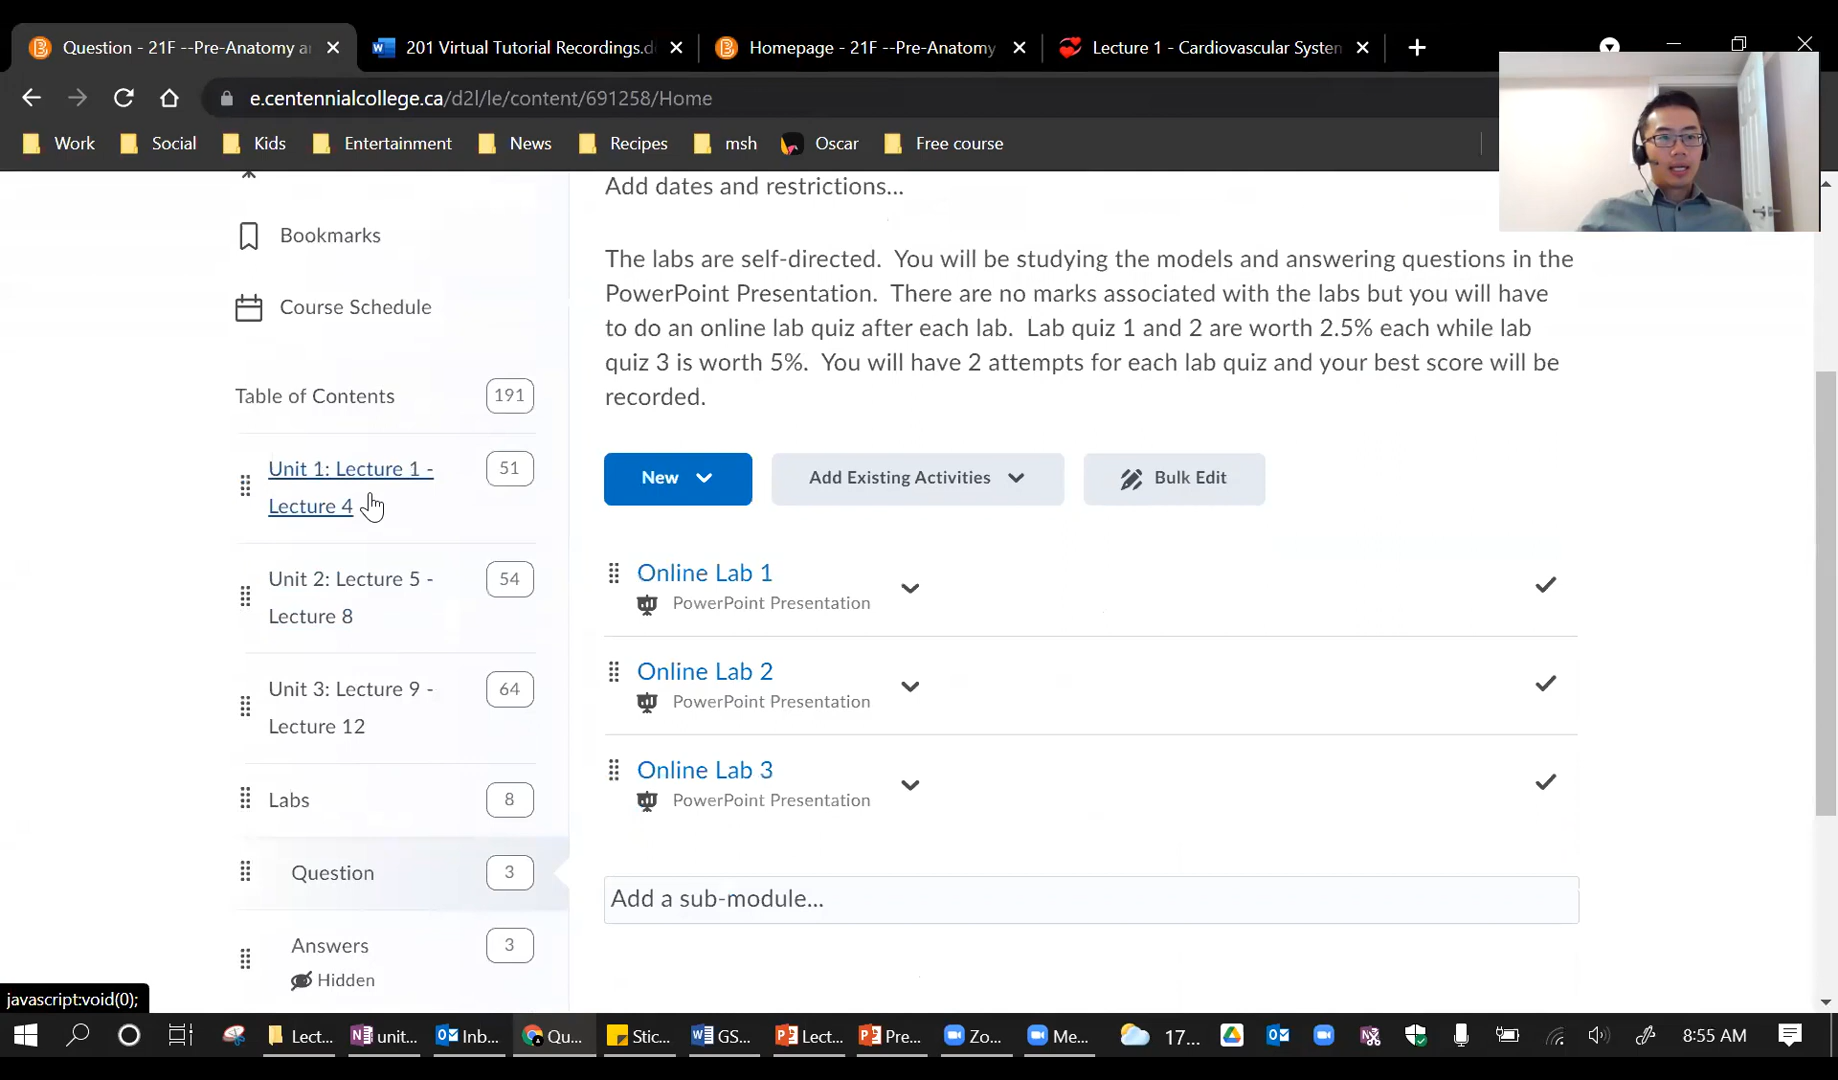 Question - 21F --Pre-Anatomy ar
201 Virtual Tutorial Recordings.d
Homepage - 21F --Pre-Anatomy
Lecture 1 - Cardiovascular System
e.centennialcollege.ca/d2l/le/content/691258/Home
Work
Social
Kids
Entertainment
News
Recipes
msh
Oscar
Free course
Bookmarks
Course Schedule
Table of Contents
191
Unit 1: Lecture 1 -
Lecture 4
51
Unit 2: Lecture 5 -
Lecture 8
54
Unit 3: Lecture 9 -
Lecture 12
64
Labs
8
Question
3
Answers
3
Hidden
Add dates and restrictions...
The labs are self-directed. You will be studying the models and answering questions in the
PowerPoint Presentation. There are no marks associated with the labs but you will have
to do an online lab quiz after each lab. Lab quiz 1 and 2 are worth 2.5% each while lab
quiz 3 is worth 5%. You will have 2 attempts for each lab quiz and your best score will be
recorded.
New
Add Existing Activities
Bulk Edit
Online Lab 1
PowerPoint Presentation
Online Lab 2
PowerPoint Presentation
Online Lab 3
PowerPoint Presentation
Add a sub-module...
javascript:void(0);
Lect...
unit...
Inb...
Qu...
Stic...
GS...
Lect...
Pre...
Zo...
Me...
17...
8:55 AM